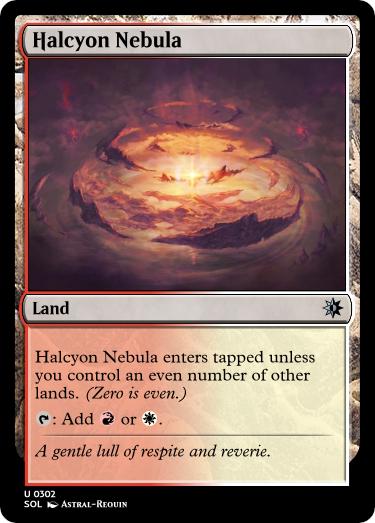 Halcyon Nebula
Land
Halcyon Nebula enters tapped unless
you control an even number of other
lands. (Zero is even.)
: Add or .
A gentle lull of respite and reverie.
U 0302
SOL Astral-Requin